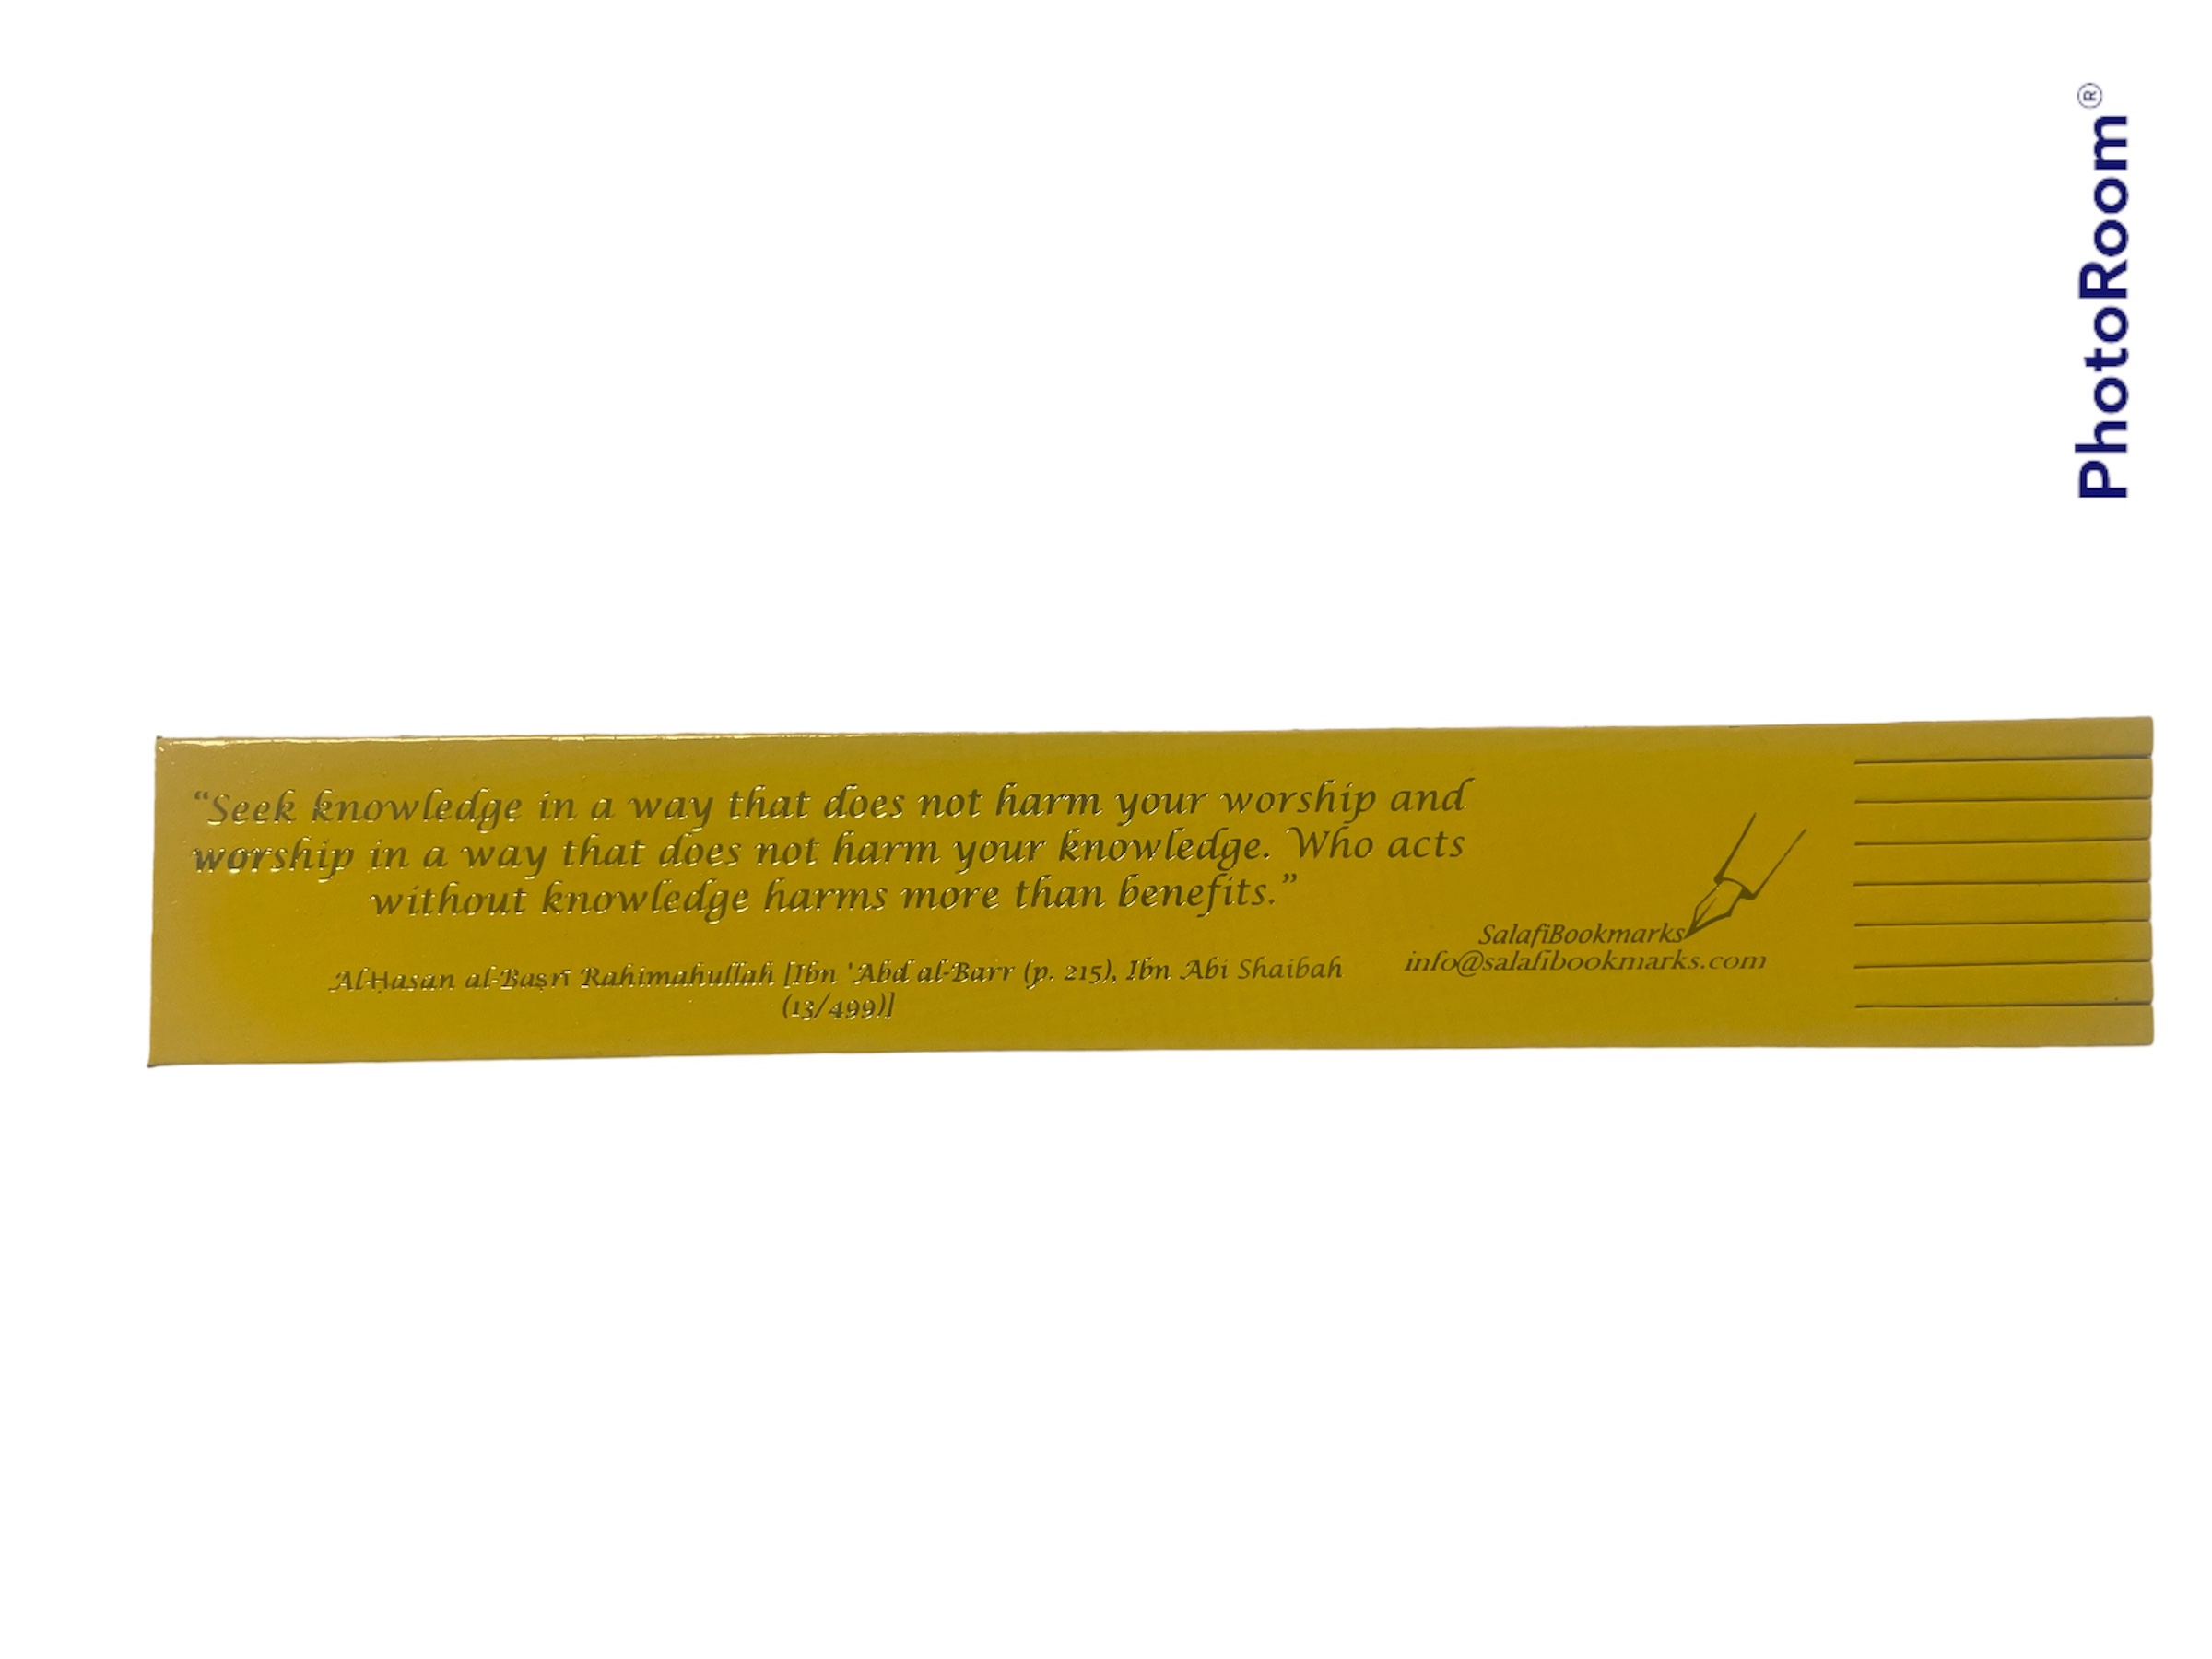 PhotoRoom®
“Seek knowledge in a way that does not harm your worship and
worship in a way that does not harm your knowledge. Who acts
without knowledge harms more than benefits.”
Al-Ḥasan al-Baṣrī Rahimahullah [Ibn 'Abd al-Barr (p. 215), Ibn Abi Shaibah
(13/499)]
SalafiBookmarks
info@salafibookmarks.com